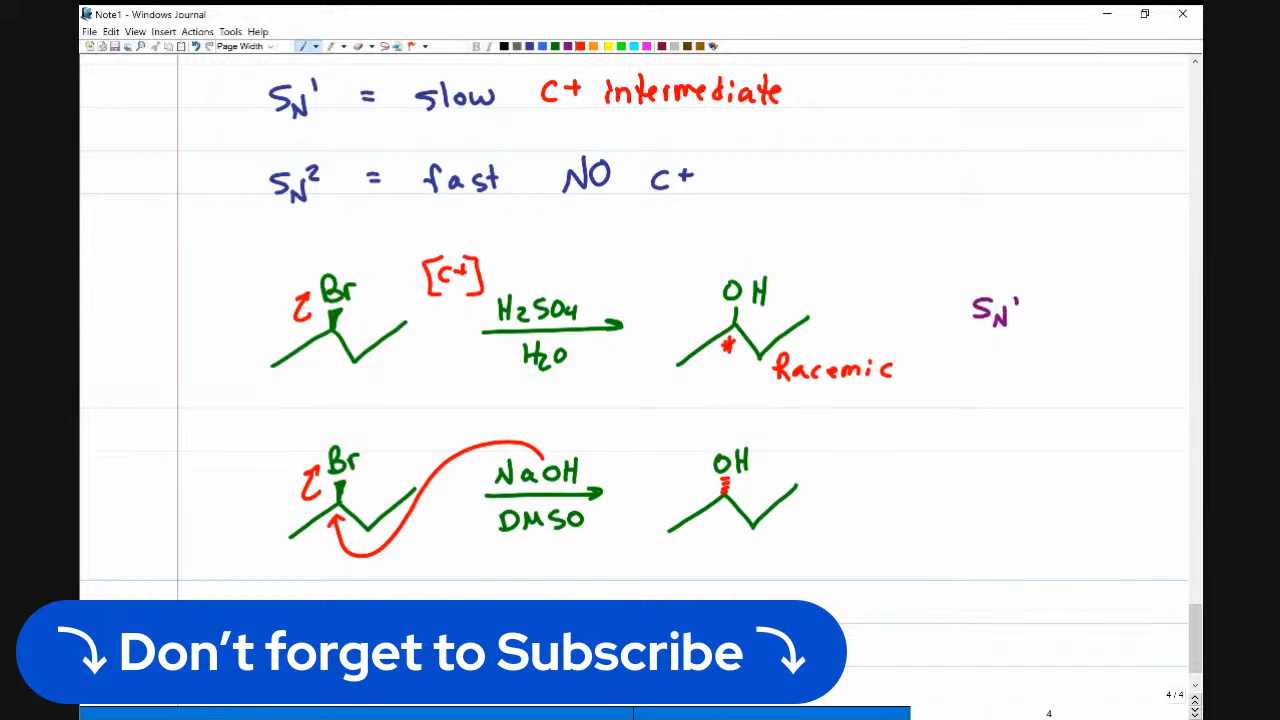 Note1 - Windows Journal
File Edit View Insert Actions Tools Help
Page Width
B I
SN1 = slow C+ intermediate
SN2 = fast NO C+
[C+]
Br
H2SO4
H2O
OH
*
Racemic
SN1
Br
NaOH
DMSO
OH
Don't forget to Subscribe
4 / 4
4